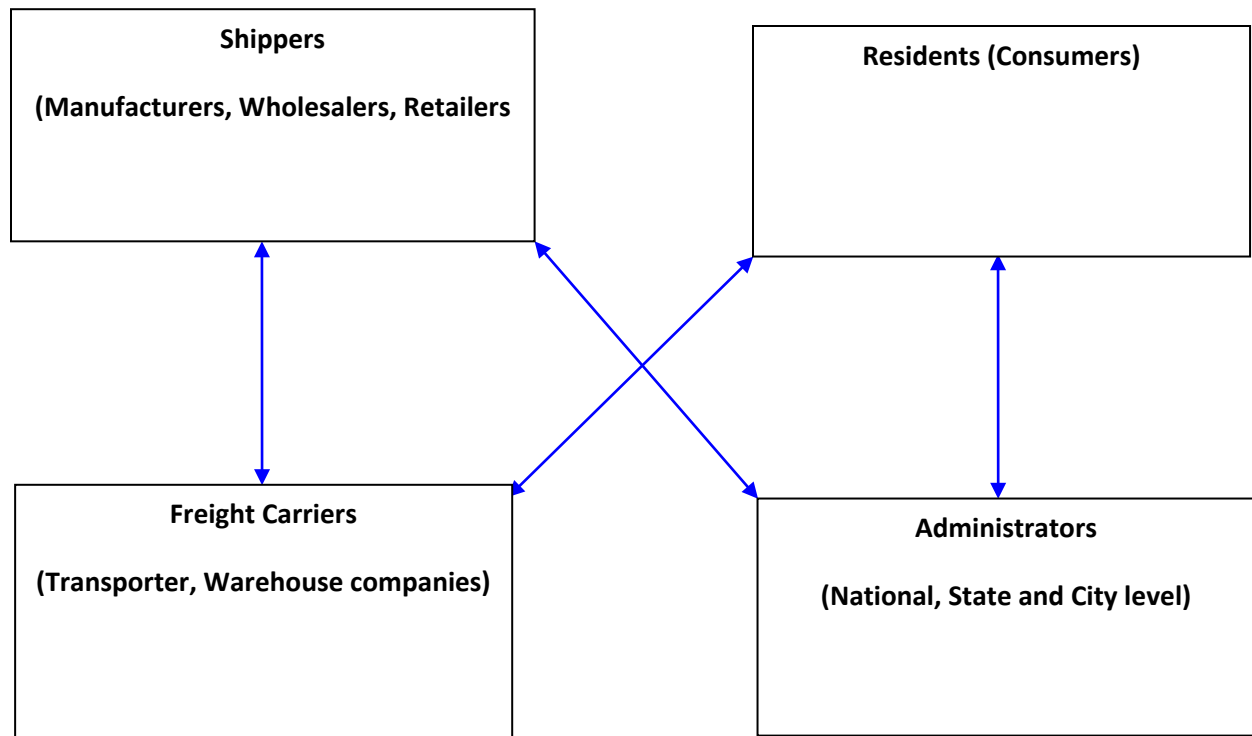 Shippers
(Manufacturers, Wholesalers, Retailers
Residents (Consumers)
Freight Carriers
(Transporter, Warehouse companies)
Administrators
(National, State and City level)